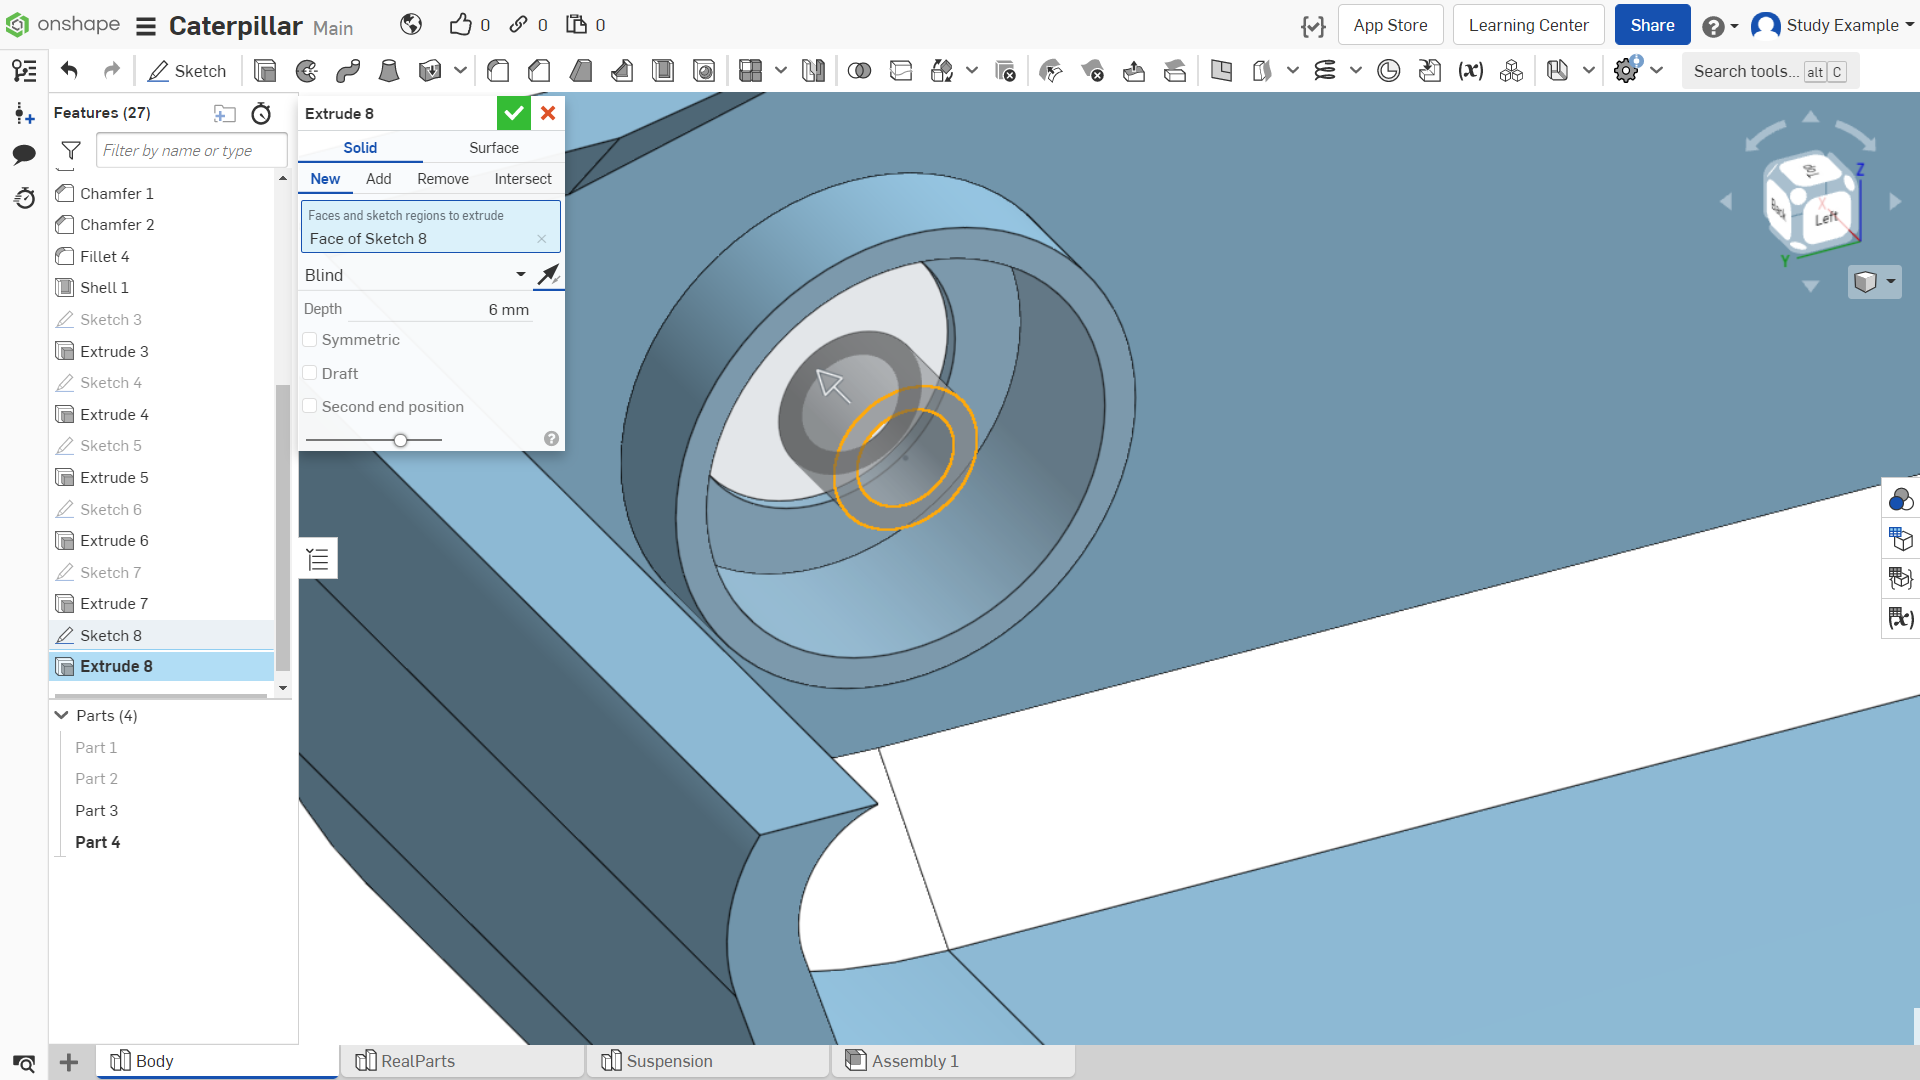 onshape Caterpillar Main 0 0 0 App Store Learning Center Share Study Example
Sketch Search tools... alt C
Features (27)
Filter by name or type
Chamfer 1
Chamfer 2
Fillet 4
Shell 1
Sketch 3
Extrude 3
Sketch 4
Extrude 4
Sketch 5
Extrude 5
Sketch 6
Extrude 6
Sketch 7
Extrude 7
Sketch 8
Extrude 8
Parts (4)
Part 1
Part 2
Part 3
Part 4
Extrude 8
Solid Surface
New Add Remove Intersect
Faces and sketch regions to extrude
Face of Sketch 8
Blind
Depth 6 mm
Symmetric
Draft
Second end position
Top
Z
Back
X
Left
Y
Body RealParts Suspension Assembly 1